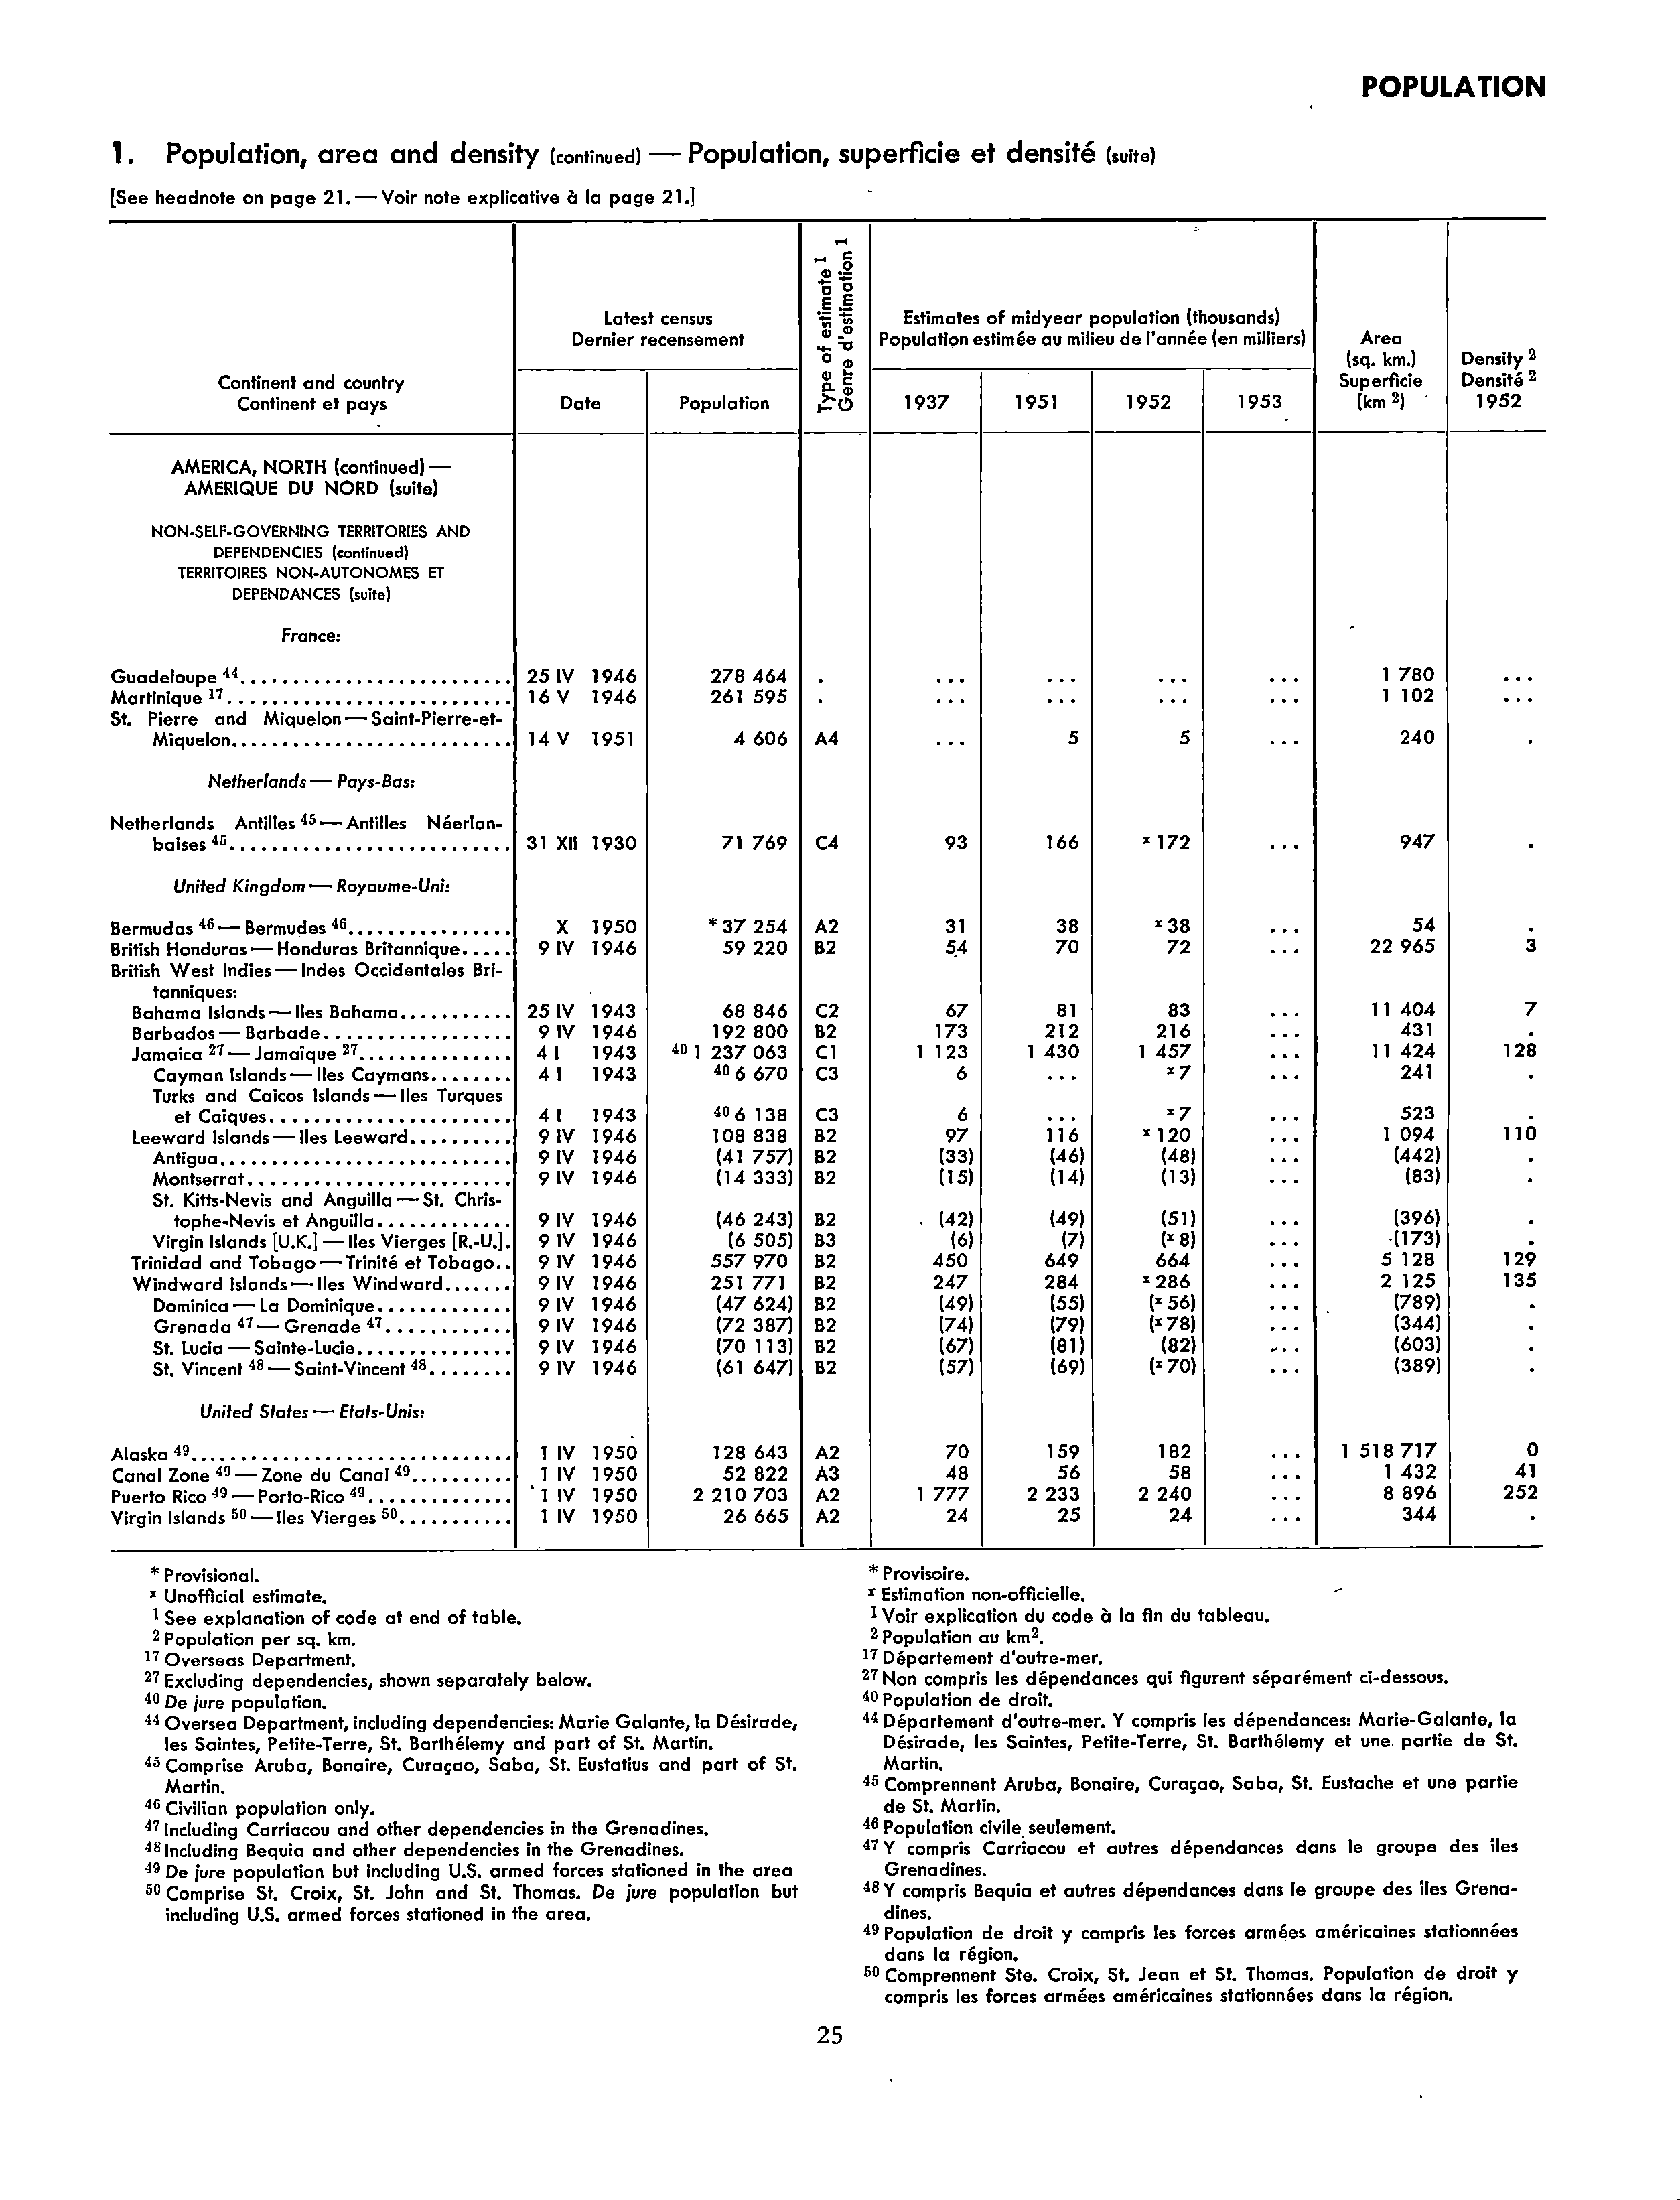 POPULATION
1. Population, area and density (continued) — Population, superficie et densité (suite)
[See headnote on page 21. — Voir note explicative à la page 21.]
Continent and country
Continent et pays
Latest census
Dernier recensement
Date
Population
Type of estimate 1
Genre d'estimation 1
Estimates of midyear population (thousands)
Population estimée au milieu de l'année (en milliers)
1937 1951 1952 1953
Area
(sq. km.)
Superficie
(km 2)
Density 2
Densité 2
1952
AMERICA, NORTH (continued) —
AMERIQUE DU NORD (suite)
NON-SELF-GOVERNING TERRITORIES AND
DEPENDENCIES (continued)
TERRITOIRES NON-AUTONOMES ET
DEPENDANCES (suite)
France:
Guadeloupe 44 25 IV 1946 278 464 . ... ... ... ... 1 780 ...
Martinique 17 16 V 1946 261 595 . ... ... ... ... 1 102 ...
St. Pierre and Miquelon — Saint-Pierre-et-
Miquelon 14 V 1951 4 606 A4 ... 5 5 ... 240 .
Netherlands — Pays-Bas:
Netherlands Antilles 45 — Antilles Néerlan-
baises 45 31 XII 1930 71 769 C4 93 166 x 172 ... 947 .
United Kingdom — Royaume-Uni:
Bermudas 46 — Bermudes 46 X 1950 * 37 254 A2 31 38 x 38 ... 54 .
British Honduras — Honduras Britannique 9 IV 1946 59 220 B2 54 70 72 ... 22 965 3
British West Indies — Indes Occidentales Bri-
tanniques:
Bahama Islands — Iles Bahama 25 IV 1943 68 846 C2 67 81 83 ... 11 404 7
Barbados — Barbade 9 IV 1946 192 800 B2 173 212 216 ... 431 .
Jamaica 27 — Jamaïque 27 4 I 1943 40 1 237 063 C1 1 123 1 430 1 457 ... 11 424 128
Cayman Islands — Iles Caymans 4 I 1943 40 6 670 C3 6 ... x 7 ... 241 .
Turks and Caicos Islands — Iles Turques
et Caïques 4 I 1943 40 6 138 C3 6 ... x 7 ... 523 .
Leeward Islands — Iles Leeward 9 IV 1946 108 838 B2 97 116 x 120 ... 1 094 110
Antigua 9 IV 1946 (41 757) B2 (33) (46) (48) ... (442) .
Montserrat 9 IV 1946 (14 333) B2 (15) (14) (13) ... (83) .
St. Kitts-Nevis and Anguilla — St. Chris-
tophe-Nevis et Anguilla 9 IV 1946 (46 243) B2 (42) (49) (51) ... (396) .
Virgin Islands [U.K.] — Iles Vierges [R.-U.]. 9 IV 1946 (6 505) B3 (6) (7) (x 8) ... (173) .
Trinidad and Tobago — Trinité et Tobago.. 9 IV 1946 557 970 B2 450 649 664 ... 5 128 129
Windward Islands — Iles Windward 9 IV 1946 251 771 B2 247 284 x 286 ... 2 125 135
Dominica — La Dominique 9 IV 1946 (47 624) B2 (49) (55) (x 56) ... (789) .
Grenada 47 — Grenade 47 9 IV 1946 (72 387) B2 (74) (79) (x 78) ... (344) .
St. Lucia — Sainte-Lucie 9 IV 1946 (70 113) B2 (67) (81) (82) ... (603) .
St. Vincent 48 — Saint-Vincent 48 9 IV 1946 (61 647) B2 (57) (69) (x 70) ... (389) .
United States — Etats-Unis:
Alaska 49 1 IV 1950 128 643 A2 70 159 182 ... 1 518 717 0
Canal Zone 49 — Zone du Canal 49 1 IV 1950 52 822 A3 48 56 58 ... 1 432 41
Puerto Rico 49 — Porto-Rico 49 1 IV 1950 2 210 703 A2 1 777 2 233 2 240 ... 8 896 252
Virgin Islands 50 — Iles Vierges 50 1 IV 1950 26 665 A2 24 25 24 ... 344 .
* Provisional.
x Unofficial estimate.
1 See explanation of code at end of table.
2 Population per sq. km.
17 Overseas Department.
27 Excluding dependencies, shown separately below.
40 De jure population.
44 Oversea Department, including dependencies: Marie Galante, la Désirade,
les Saintes, Petite-Terre, St. Barthélemy and part of St. Martin.
45 Comprise Aruba, Bonaire, Curaçao, Saba, St. Eustatius and part of St.
Martin.
46 Civilian population only.
47 Including Carriacou and other dependencies in the Grenadines.
48 Including Bequia and other dependencies in the Grenadines.
49 De jure population but including U.S. armed forces stationed in the area
50 Comprise St. Croix, St. John and St. Thomas. De jure population but
including U.S. armed forces stationed in the area.
* Provisoire.
x Estimation non-officielle.
1 Voir explication du code à la fin du tableau.
2 Population au km2.
17 Département d'outre-mer.
27 Non compris les dépendances qui figurent séparément ci-dessous.
40 Population de droit.
44 Département d'outre-mer. Y compris les dépendances: Marie-Galante, la
Désirade, les Saintes, Petite-Terre, St. Barthélemy et une partie de St.
Martin.
45 Comprennent Aruba, Bonaire, Curaçao, Saba, St. Eustache et une partie
de St. Martin.
46 Population civile seulement.
47 Y compris Carriacou et autres dépendances dans le groupe des îles
Grenadines.
48 Y compris Bequia et autres dépendances dans le groupe des îles Grena-
dines.
49 Population de droit y compris les forces armées américaines stationnées
dans la région.
50 Comprennent Ste. Croix, St. Jean et St. Thomas. Population de droit y
compris les forces armées américaines stationnées dans la région.
25